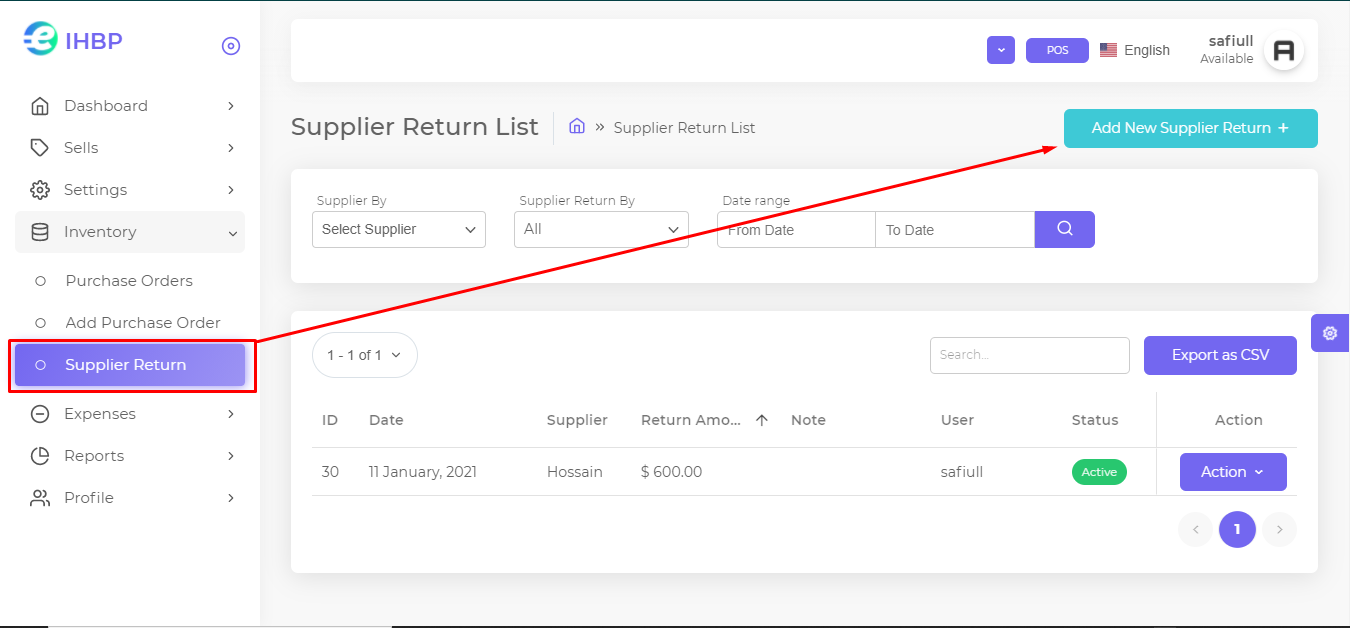 IHBP
POS
English
safiull
Available
A
Dashboard
Sells
Settings
Inventory
Purchase Orders
Add Purchase Order
Supplier Return
Expenses
Reports
Profile
Supplier Return List
» Supplier Return List
Add New Supplier Return +
Supplier By
Supplier Return By
Date range
Select Supplier
All
From Date
To Date
1 - 1 of 1
Search...
Export as CSV
ID Date Supplier Return Amo... Note User Status Action
30 11 January, 2021 Hossain $ 600.00 safiull Active Action
1